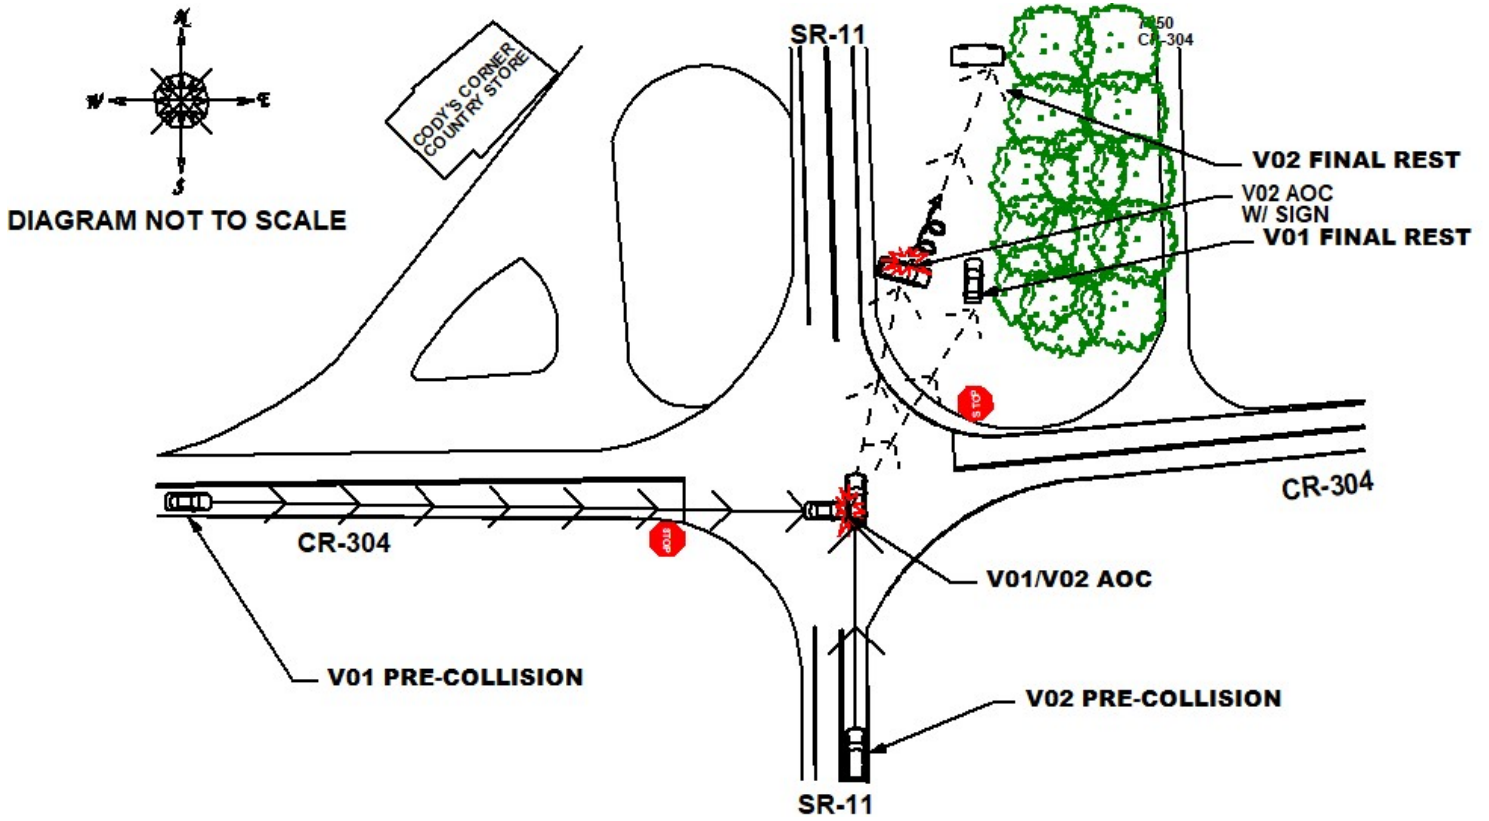 N
W
E
S
DIAGRAM NOT TO SCALE
CODY'S CORNER
COUNTRY STORE
SR-11
CR-304
V02 FINAL REST
V02 AOC
W/ SIGN
V01 FINAL REST
STOP
CR-304
CR-304
STOP
V01/V02 AOC
V01 PRE-COLLISION
V02 PRE-COLLISION
SR-11